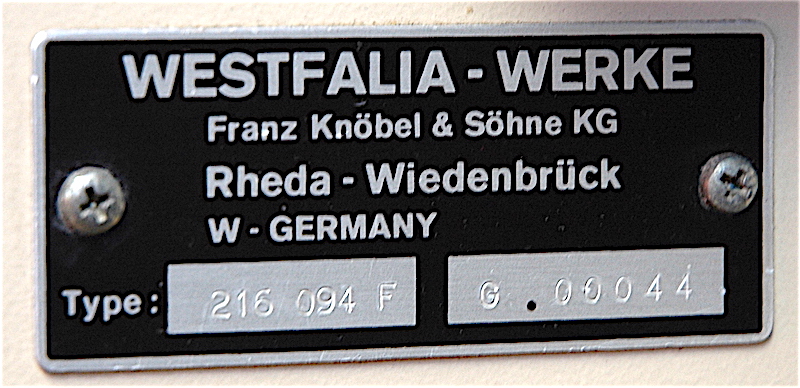 WESTFALIA - WERKE
Franz Knöbel & Söhne KG
Rheda - Wiedenbrück
W - GERMANY
Type: 216 094 F G . 00044